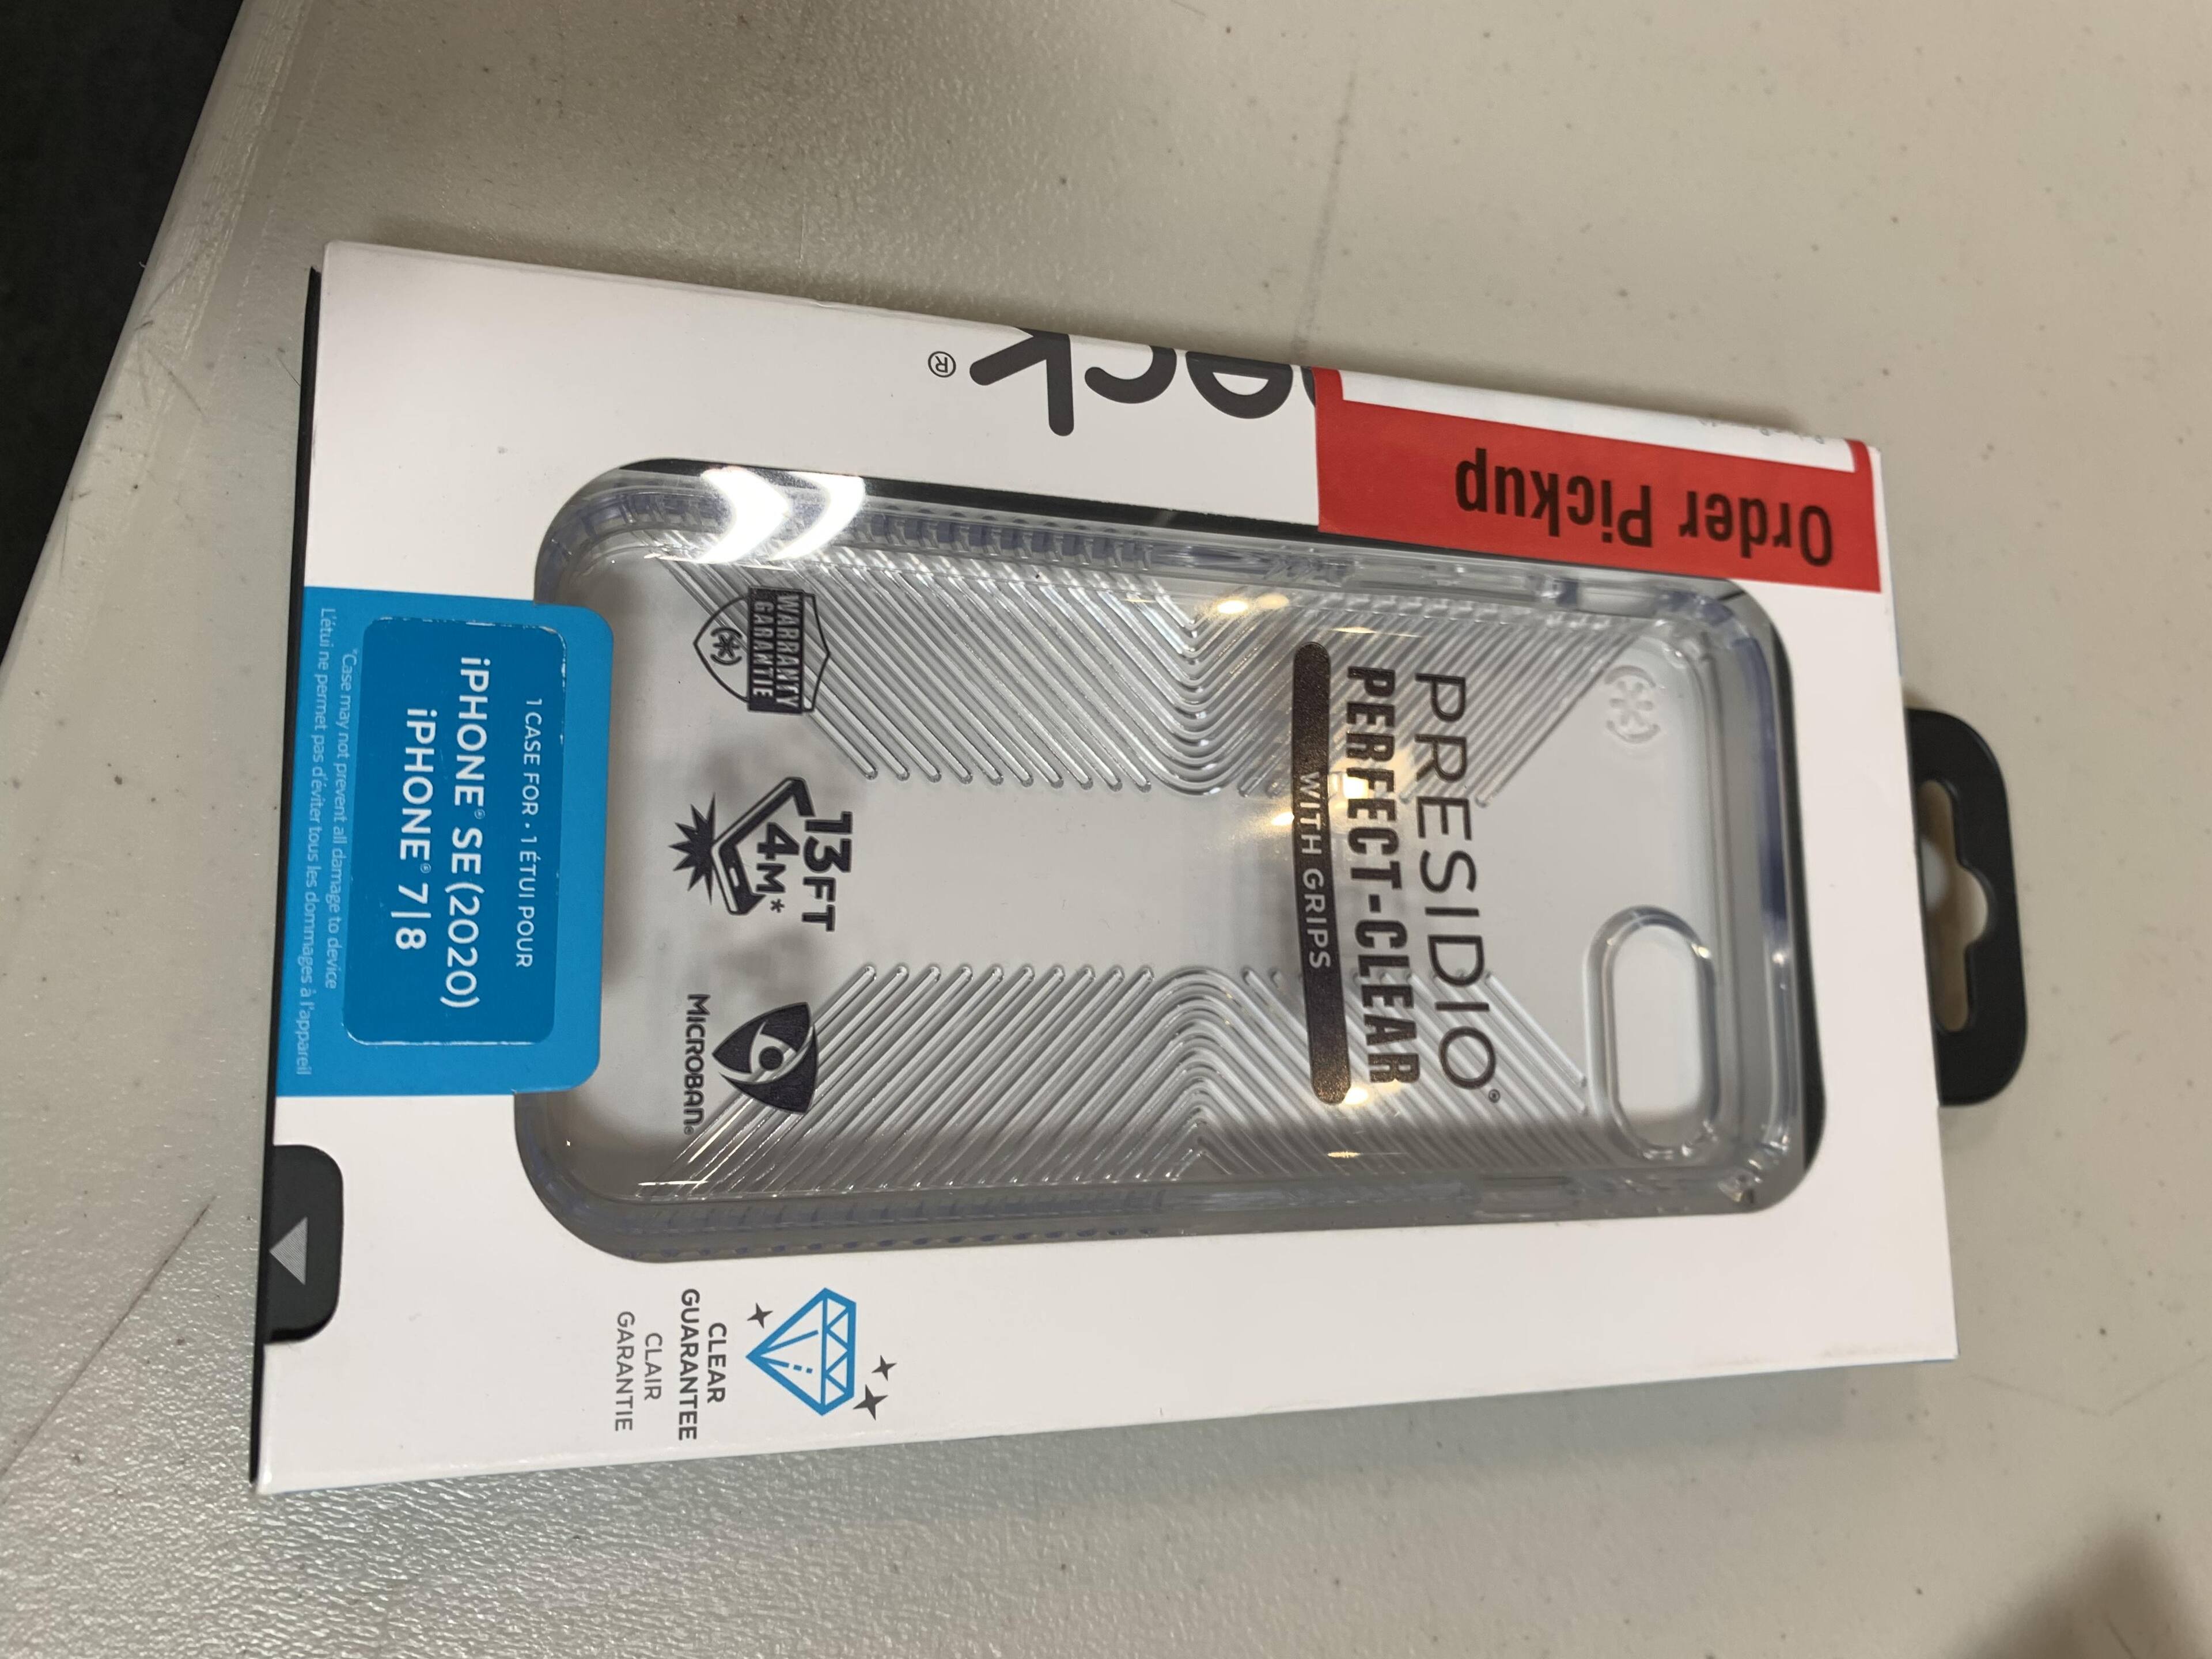 Order Pickup
eck®
PRESIDIO®
PERFECT-CLEAR
WITH GRIPS
WARRANTY
GARANTIE
13FT
4M*
MICROBAN®
CLEAR
GUARANTEE
CLAIR
GARANTIE
1 CASE FOR • 1 ÉTUI POUR
iPHONE® SE (2020)
iPHONE® 7|8
*Case may not prevent all damage to device
L'étui ne permet pas d'éviter tous les dommages à l'appareil